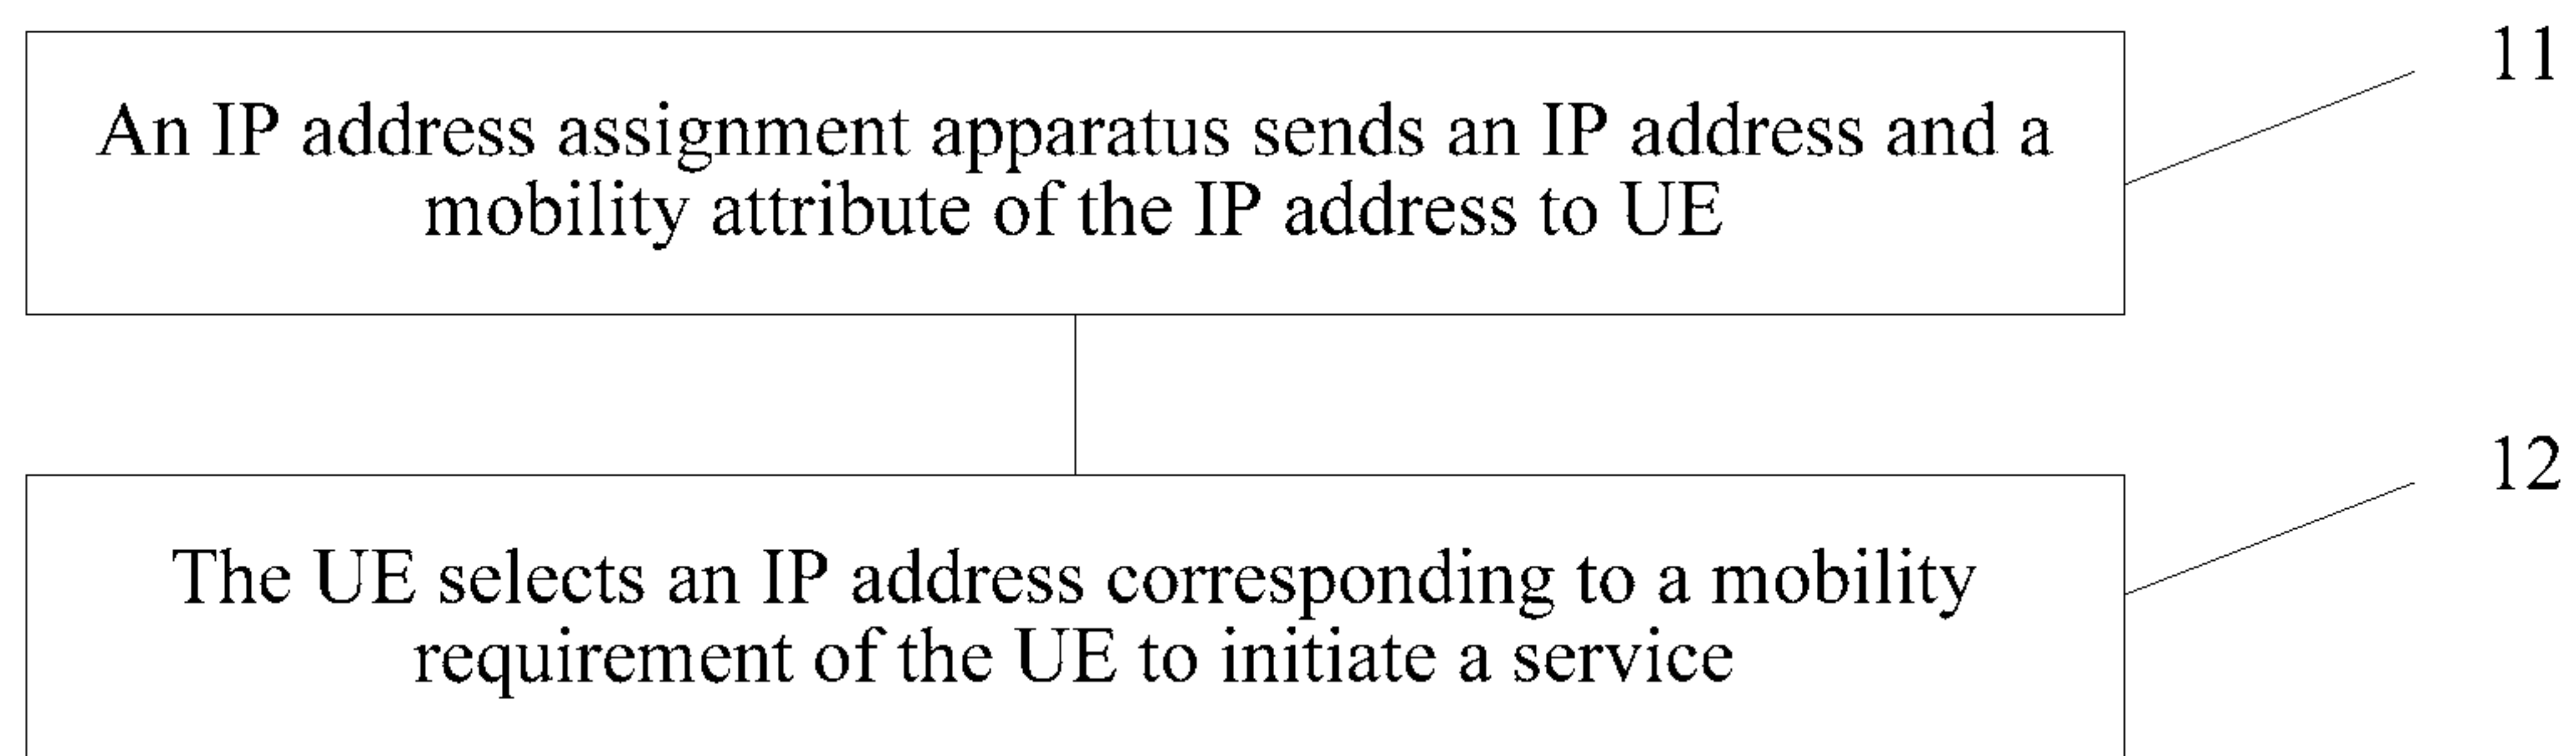 11
An IP address assignment apparatus sends an IP address and a
mobility attribute of the IP address to UE
12
The UE selects an IP address corresponding to a mobility
requirement of the UE to initiate a service